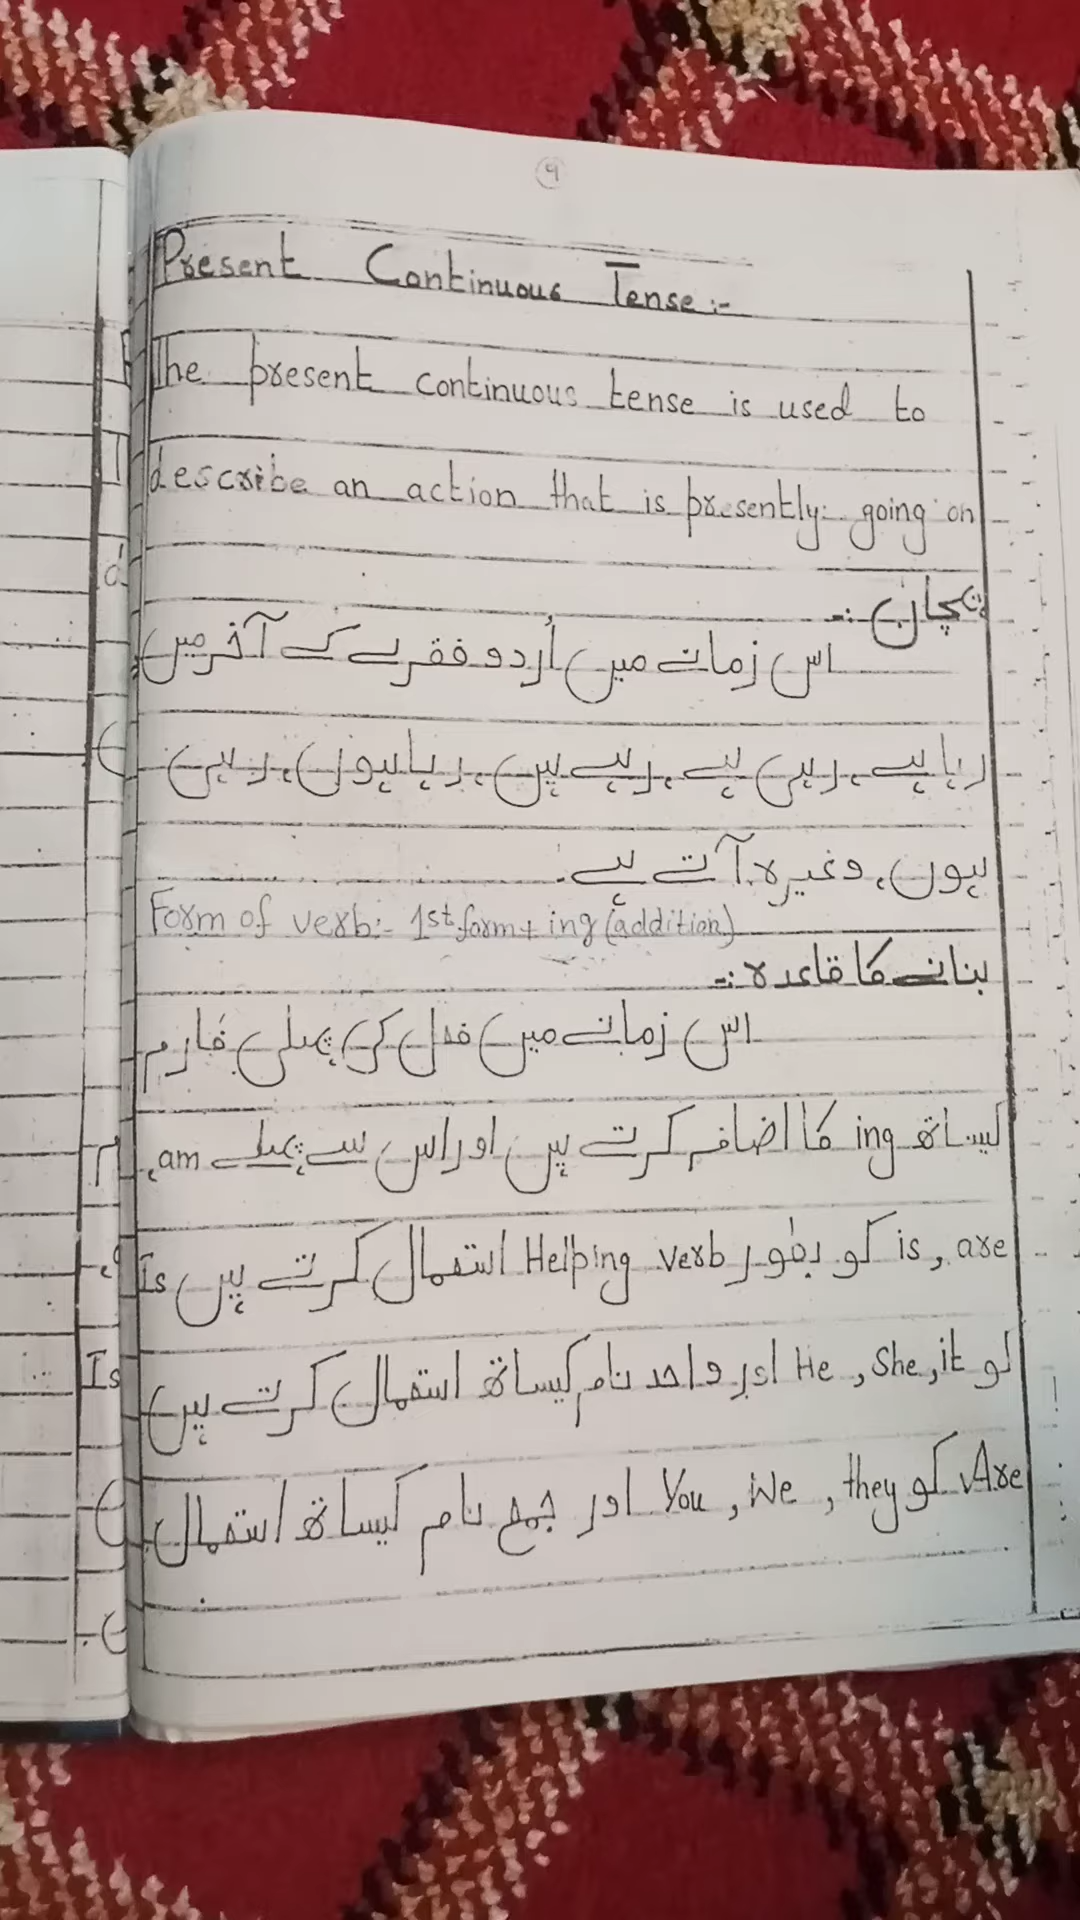 9
Present Continuous Tense:-
The present continuous tense is used to
describe an action that is presently going on
پہچان :-
اس زمانے میں اُردو فقرے کے آخر میں
رہا ہے، رہی ہے، رہے ہیں، رہا ہوں، رہی
ہوں، وغیرہ آتے ہے۔
Form of verb:- 1st form + ing (addition)
بنانے کا قاعدہ :-
اس زمانے میں فعل کی پہلی فارم
کیساتھ ing کا اضافہ کرتے ہیں اور اس سے پہلے am,
is, are کو بطور Helping verb استعمال کرتے ہیں Is
کو He, She, it اور واحد نام کیساتھ استعمال کرتے ہیں
Are کو You, We, they اور جمع نام کیساتھ استعمال